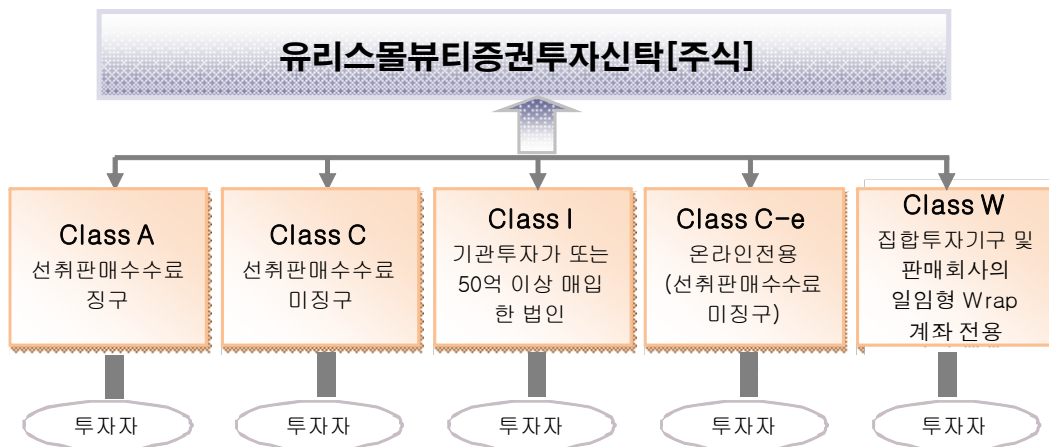 유리스몰뷰티증권투자신탁[주식]
Class A
선취판매수수료
징구
Class C
선취판매수수료
미징구
Class I
기관투자가 또는
50억 이상 매입
한 법인
Class C-e
온라인전용
(선취판매수수료
미징구)
Class W
집합투자기구 및
판매회사의
일임형 Wrap
계좌 전용
투자자
투자자
투자자
투자자
투자자